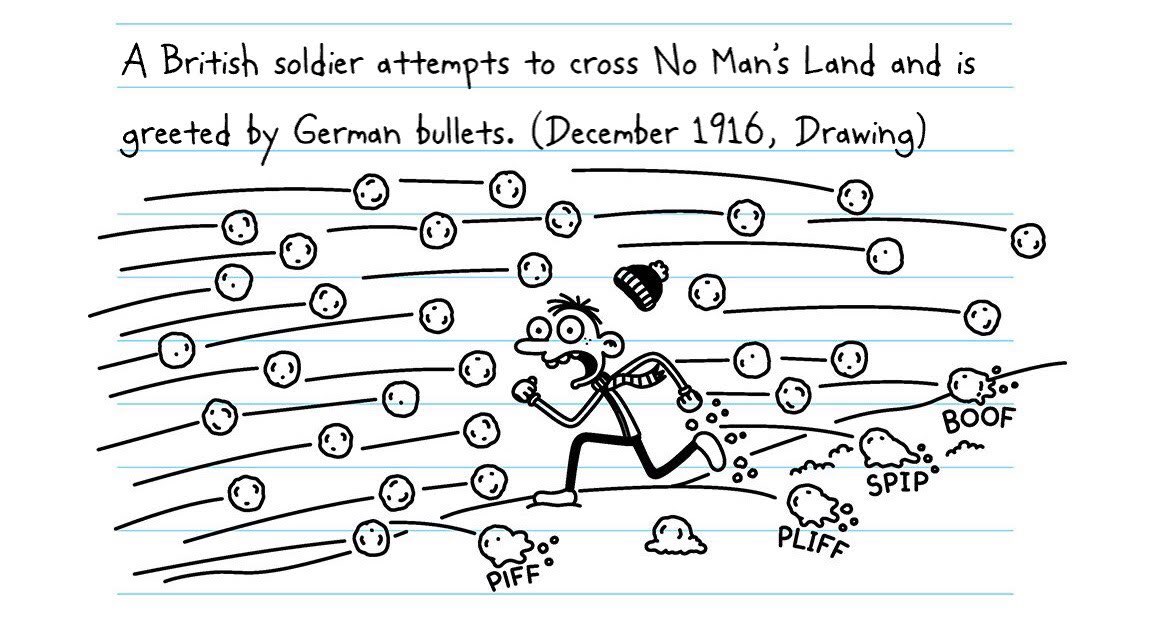 A British soldier attempts to cross No Man's Land and is
greeted by German bullets. (December 1916, Drawing)
BOOF
SPIP
PLIFF
PIFF